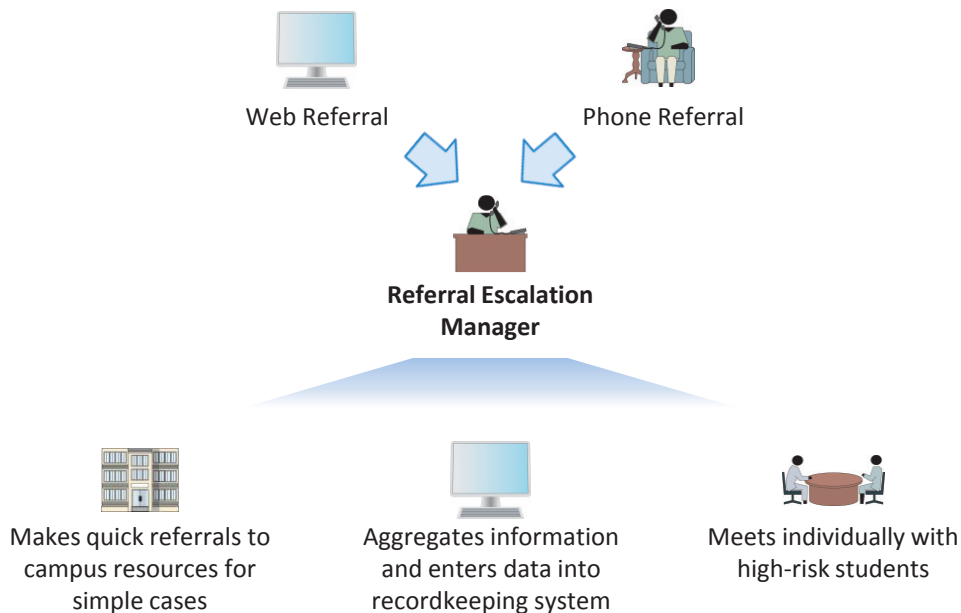 Web Referral
Phone Referral
Referral Escalation
Manager
Makes quick referrals to
campus resources for
simple cases
Aggregates information
and enters data into
recordkeeping system
Meets individually with
high-risk students